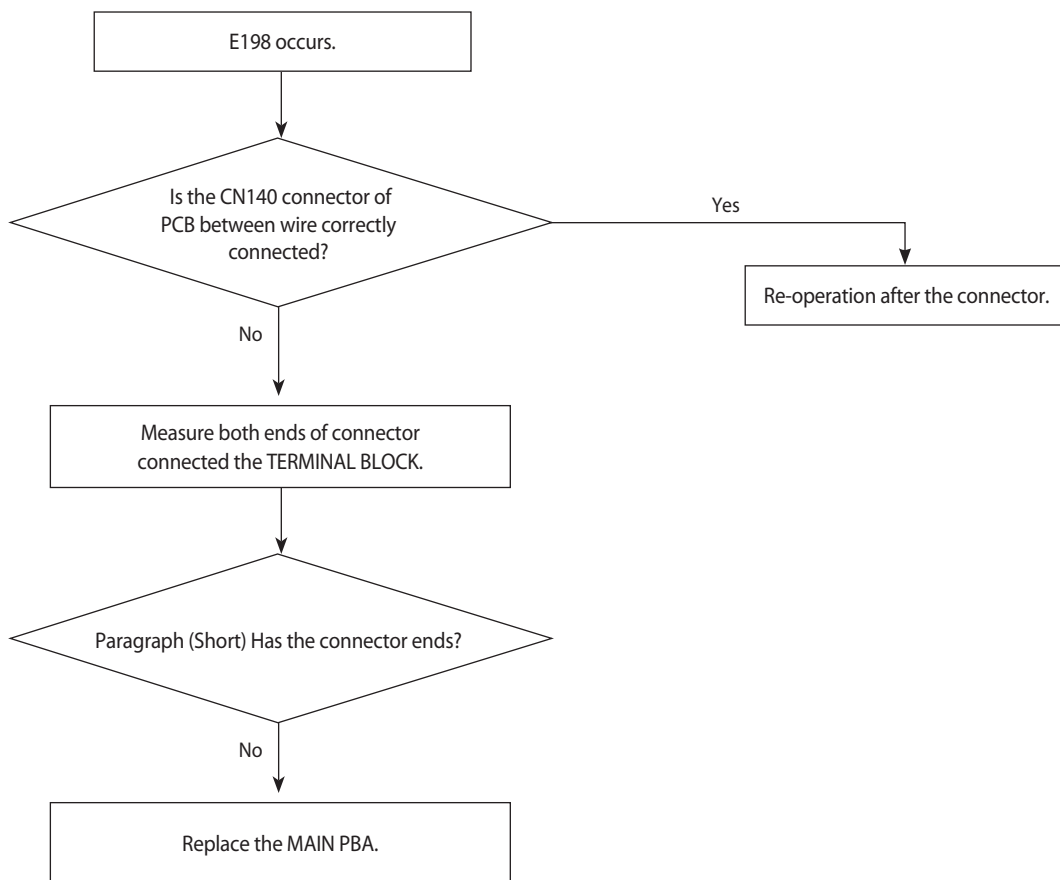 E198 occurs.
Is the CN140 connector of
PCB between wire correctly
connected?
Yes
Re-operation after the connector.
No
Measure both ends of connector
connected the TERMINAL BLOCK.
Paragraph (Short) Has the connector ends?
No
Replace the MAIN PBA.